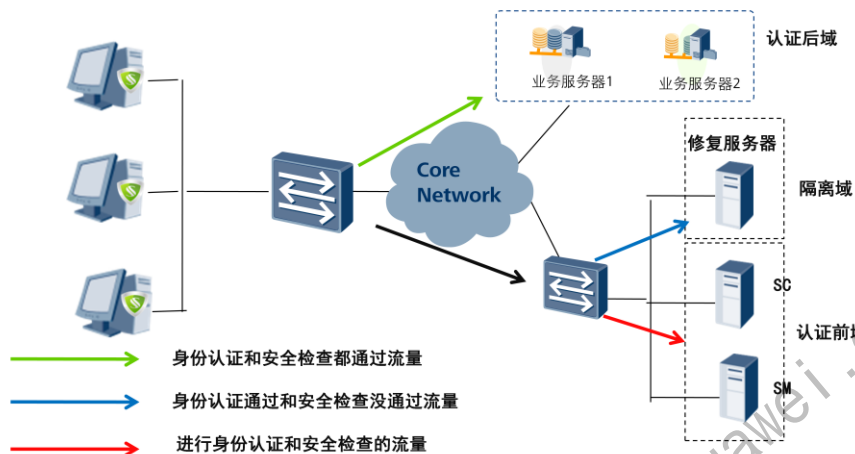 认证后域
业务服务器1
业务服务器2
修复服务器
隔离域
Core
Network
SC
认证前域
SM
身份认证和安全检查都通过流量
身份认证通过和安全检查没通过流量
进行身份认证和安全检查的流量
awei.